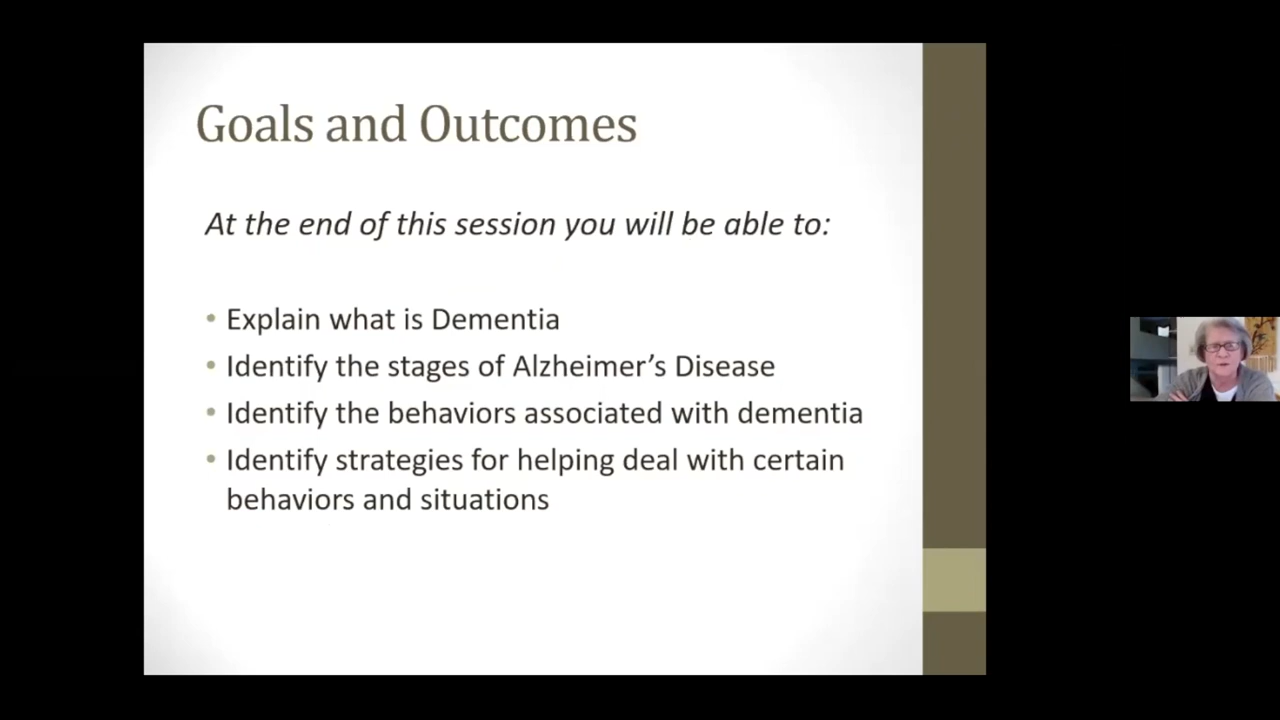 Goals and Outcomes
At the end of this session you will be able to:
• Explain what is Dementia
• Identify the stages of Alzheimer’s Disease
• Identify the behaviors associated with dementia
• Identify strategies for helping deal with certain
behaviors and situations